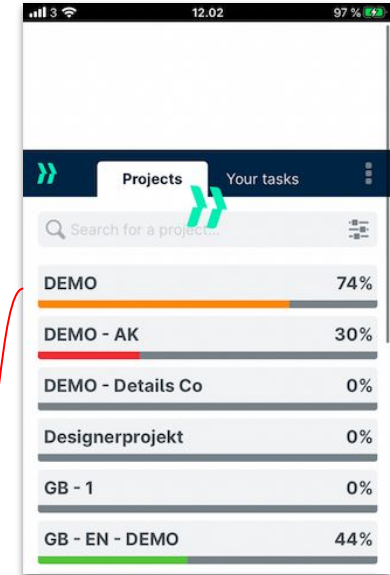 3 12.02 97 %
Projects Your tasks
Search for a project...
DEMO 74%
DEMO - AK 30%
DEMO - Details Co 0%
Designerprojekt 0%
GB - 1 0%
GB - EN - DEMO 44%